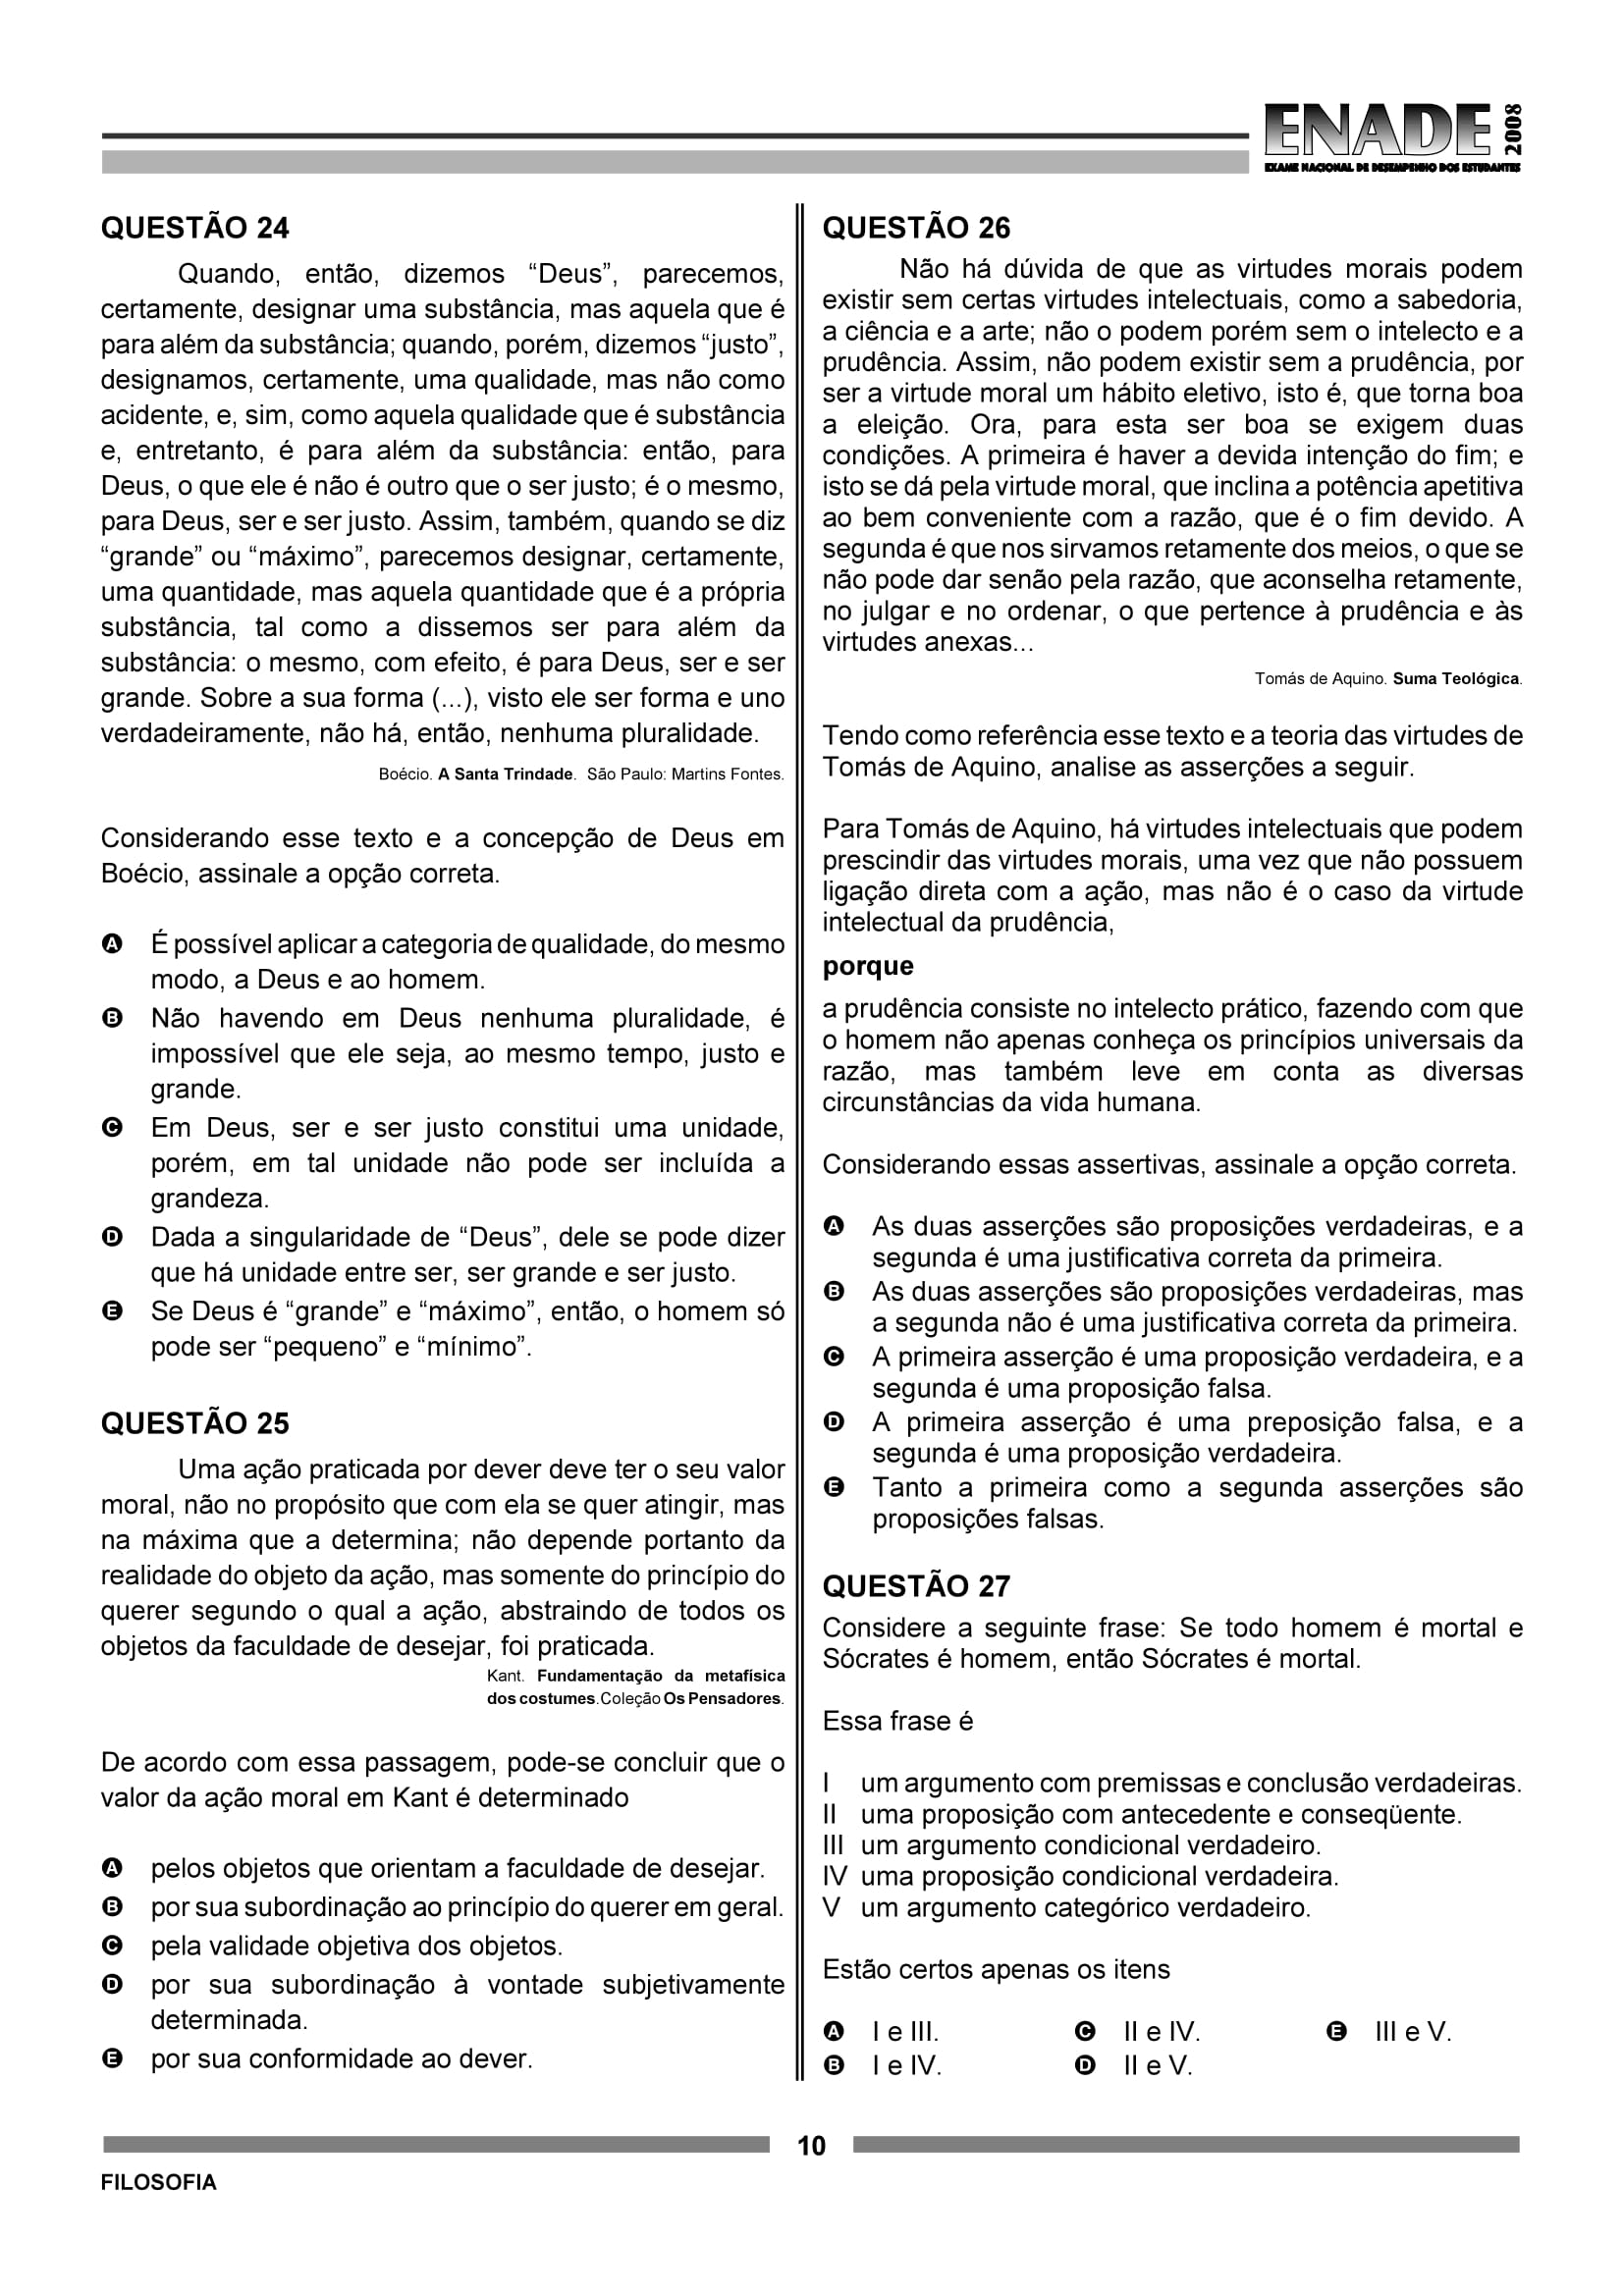 ENADE
2008
EXAME NACIONAL DE DESEMPENHO DOS ESTUDANTES
QUESTÃO 24
Quando, então, dizemos “Deus”, parecemos,
certamente, designar uma substância, mas aquela que é
para além da substância; quando, porém, dizemos “justo”,
designamos, certamente, uma qualidade, mas não como
acidente, e, sim, como aquela qualidade que é substância
e, entretanto, é para além da substância: então, para
Deus, o que ele é não é outro que o ser justo; é o mesmo,
para Deus, ser e ser justo. Assim, também, quando se diz
“grande” ou “máximo”, parecemos designar, certamente,
uma quantidade, mas aquela quantidade que é a própria
substância, tal como a dissemos ser para além da
substância: o mesmo, com efeito, é para Deus, ser e ser
grande. Sobre a sua forma (...), visto ele ser forma e uno
verdadeiramente, não há, então, nenhuma pluralidade.
Boécio. A Santa Trindade. São Paulo: Martins Fontes.
Considerando esse texto e a concepção de Deus em
Boécio, assinale a opção correta.
A É possível aplicar a categoria de qualidade, do mesmo
modo, a Deus e ao homem.
B Não havendo em Deus nenhuma pluralidade, é
impossível que ele seja, ao mesmo tempo, justo e
grande.
C Em Deus, ser e ser justo constitui uma unidade,
porém, em tal unidade não pode ser incluída a
grandeza.
D Dada a singularidade de “Deus”, dele se pode dizer
que há unidade entre ser, ser grande e ser justo.
E Se Deus é “grande” e “máximo”, então, o homem só
pode ser “pequeno” e “mínimo”.
QUESTÃO 25
Uma ação praticada por dever deve ter o seu valor
moral, não no propósito que com ela se quer atingir, mas
na máxima que a determina; não depende portanto da
realidade do objeto da ação, mas somente do princípio do
querer segundo o qual a ação, abstraindo de todos os
objetos da faculdade de desejar, foi praticada.
Kant. Fundamentação da metafísica
dos costumes.Coleção Os Pensadores.
De acordo com essa passagem, pode-se concluir que o
valor da ação moral em Kant é determinado
A pelos objetos que orientam a faculdade de desejar.
B por sua subordinação ao princípio do querer em geral.
C pela validade objetiva dos objetos.
D por sua subordinação à vontade subjetivamente
determinada.
E por sua conformidade ao dever.
QUESTÃO 26
Não há dúvida de que as virtudes morais podem
existir sem certas virtudes intelectuais, como a sabedoria,
a ciência e a arte; não o podem porém sem o intelecto e a
prudência. Assim, não podem existir sem a prudência, por
ser a virtude moral um hábito eletivo, isto é, que torna boa
a eleição. Ora, para esta ser boa se exigem duas
condições. A primeira é haver a devida intenção do fim; e
isto se dá pela virtude moral, que inclina a potência apetitiva
ao bem conveniente com a razão, que é o fim devido. A
segunda é que nos sirvamos retamente dos meios, o que se
não pode dar senão pela razão, que aconselha retamente,
no julgar e no ordenar, o que pertence à prudência e às
virtudes anexas...
Tomás de Aquino. Suma Teológica.
Tendo como referência esse texto e a teoria das virtudes de
Tomás de Aquino, analise as asserções a seguir.
Para Tomás de Aquino, há virtudes intelectuais que podem
prescindir das virtudes morais, uma vez que não possuem
ligação direta com a ação, mas não é o caso da virtude
intelectual da prudência,
porque
a prudência consiste no intelecto prático, fazendo com que
o homem não apenas conheça os princípios universais da
razão, mas também leve em conta as diversas
circunstâncias da vida humana.
Considerando essas assertivas, assinale a opção correta.
A As duas asserções são proposições verdadeiras, e a
segunda é uma justificativa correta da primeira.
B As duas asserções são proposições verdadeiras, mas
a segunda não é uma justificativa correta da primeira.
C A primeira asserção é uma proposição verdadeira, e a
segunda é uma proposição falsa.
D A primeira asserção é uma preposição falsa, e a
segunda é uma proposição verdadeira.
E Tanto a primeira como a segunda asserções são
proposições falsas.
QUESTÃO 27
Considere a seguinte frase: Se todo homem é mortal e
Sócrates é homem, então Sócrates é mortal.
Essa frase é
I um argumento com premissas e conclusão verdadeiras.
II uma proposição com antecedente e conseqüente.
III um argumento condicional verdadeiro.
IV uma proposição condicional verdadeira.
V um argumento categórico verdadeiro.
Estão certos apenas os itens
A I e III. C II e IV. E III e V.
B I e IV. D II e V.
10
FILOSOFIA